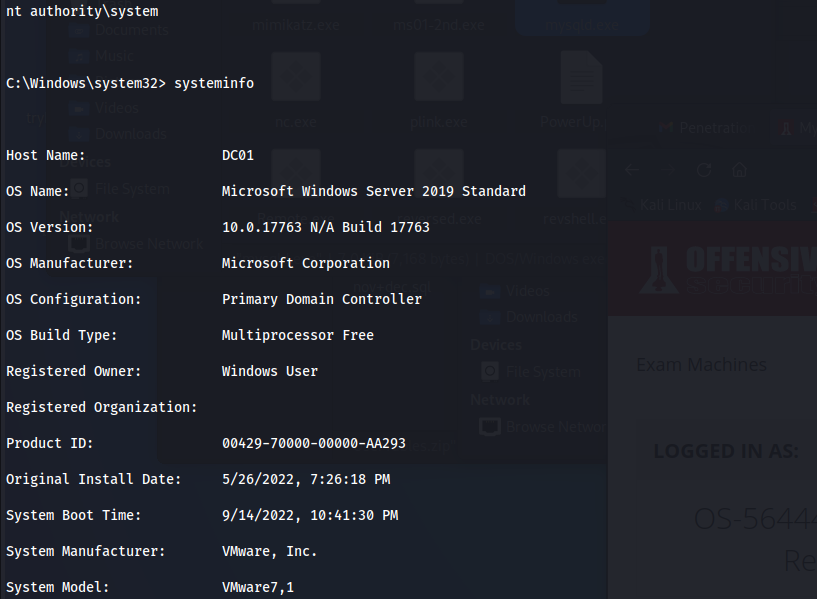 nt authority\system
Documents
mimikatz.exe
ms01-2nd.exe
Music
C:\Windows\system32> systeminfo
Videos
nc.exe
plink.exe
PowerUp.
Penetrati
Downloads
Host Name: DC01
Devices
File System
OS Name: Microsoft Windows Server 2019 Standard
Kali Linux
Kali Tools
Network
revshell.e
OS Version: 10.0.17763 N/A Build 17763
Browse Network
OS Manufacturer: Microsoft Corporation
OFFENSIV
Videos
OS Configuration: Primary Domain Controller
Downloads
OS Build Type: Multiprocessor Free
Devices
Exam Machines
Registered Owner: Windows User
File System
Network
Registered Organization:
Browse Networ
Product ID: 00429-70000-00000-AA293
LOGGED IN AS:
Original Install Date: 5/26/2022, 7:26:18 PM
System Boot Time: 9/14/2022, 10:41:30 PM
OS-5644
System Manufacturer: VMware, Inc.
Re
System Model: VMware7,1